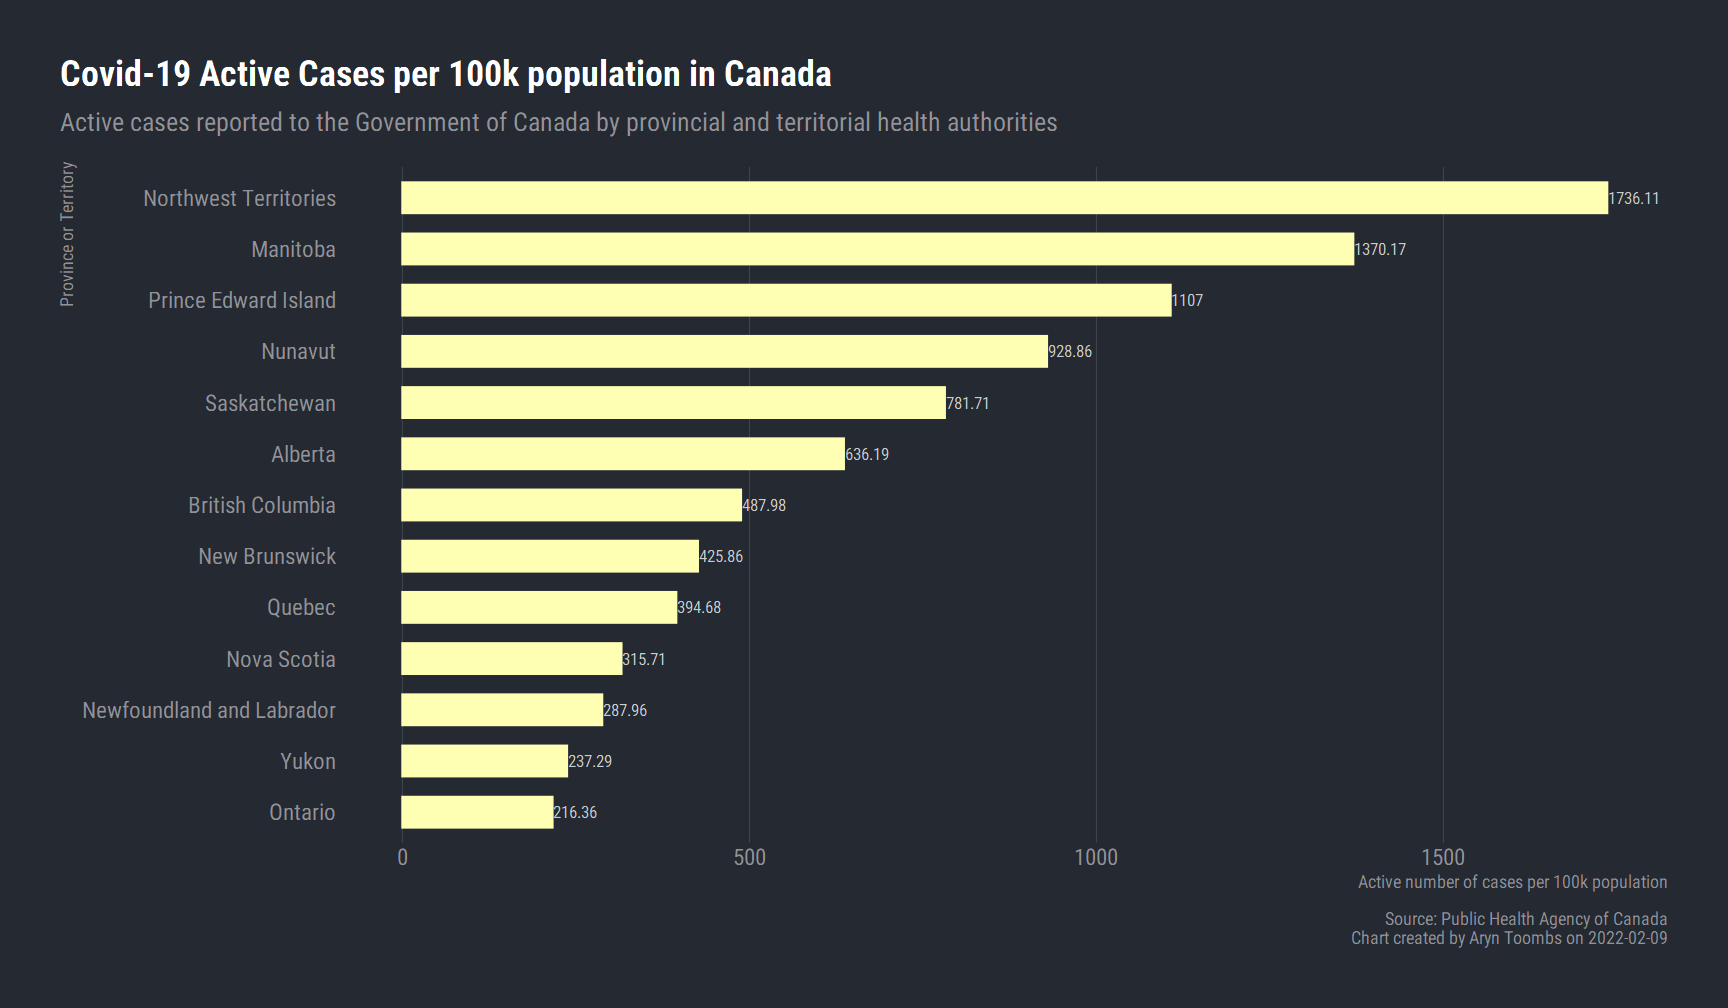 Covid-19 Active Cases per 100k population in Canada
Active cases reported to the Government of Canada by provincial and territorial health authorities
Province or Territory
Northwest Territories 1736.11
Manitoba 1370.17
Prince Edward Island 1107
Nunavut 928.86
Saskatchewan 781.71
Alberta 636.19
British Columbia 487.98
New Brunswick 425.86
Quebec 394.68
Nova Scotia 315.71
Newfoundland and Labrador 287.96
Yukon 237.29
Ontario 216.36
0 500 1000 1500
Active number of cases per 100k population
Source: Public Health Agency of Canada
Chart created by Aryn Toombs on 2022-02-09